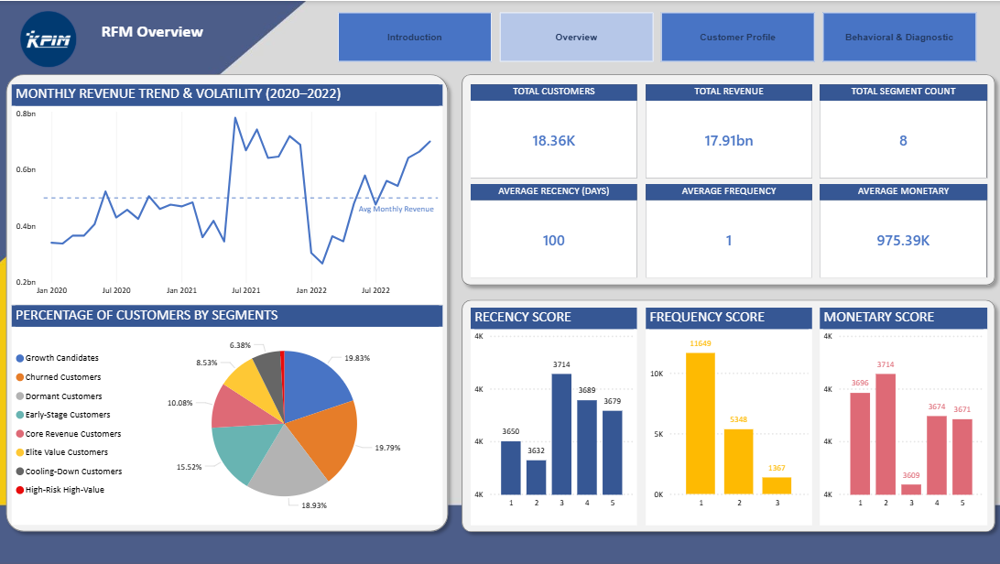 KPIM
RFM Overview
Introduction
Overview
Customer Profile
Behavioral & Diagnostic
MONTHLY REVENUE TREND & VOLATILITY (2020–2022)
0.8bn
0.6bn
0.4bn
0.2bn
Avg Monthly Revenue
Jan 2020
Jul 2020
Jan 2021
Jul 2021
Jan 2022
Jul 2022
PERCENTAGE OF CUSTOMERS BY SEGMENTS
Growth Candidates
Churned Customers
Dormant Customers
Early-Stage Customers
Core Revenue Customers
Elite Value Customers
Cooling-Down Customers
High-Risk High-Value
19.83%
19.79%
18.93%
15.52%
10.08%
8.53%
6.38%
TOTAL CUSTOMERS
18.36K
TOTAL REVENUE
17.91bn
TOTAL SEGMENT COUNT
8
AVERAGE RECENCY (DAYS)
100
AVERAGE FREQUENCY
1
AVERAGE MONETARY
975.39K
RECENCY SCORE
4K
4K
4K
4K
3650
3632
3714
3689
3679
1
2
3
4
5
FREQUENCY SCORE
10K
5K
0K
11649
5348
1367
1
2
3
MONETARY SCORE
4K
4K
4K
4K
3696
3714
3609
3674
3671
1
2
3
4
5